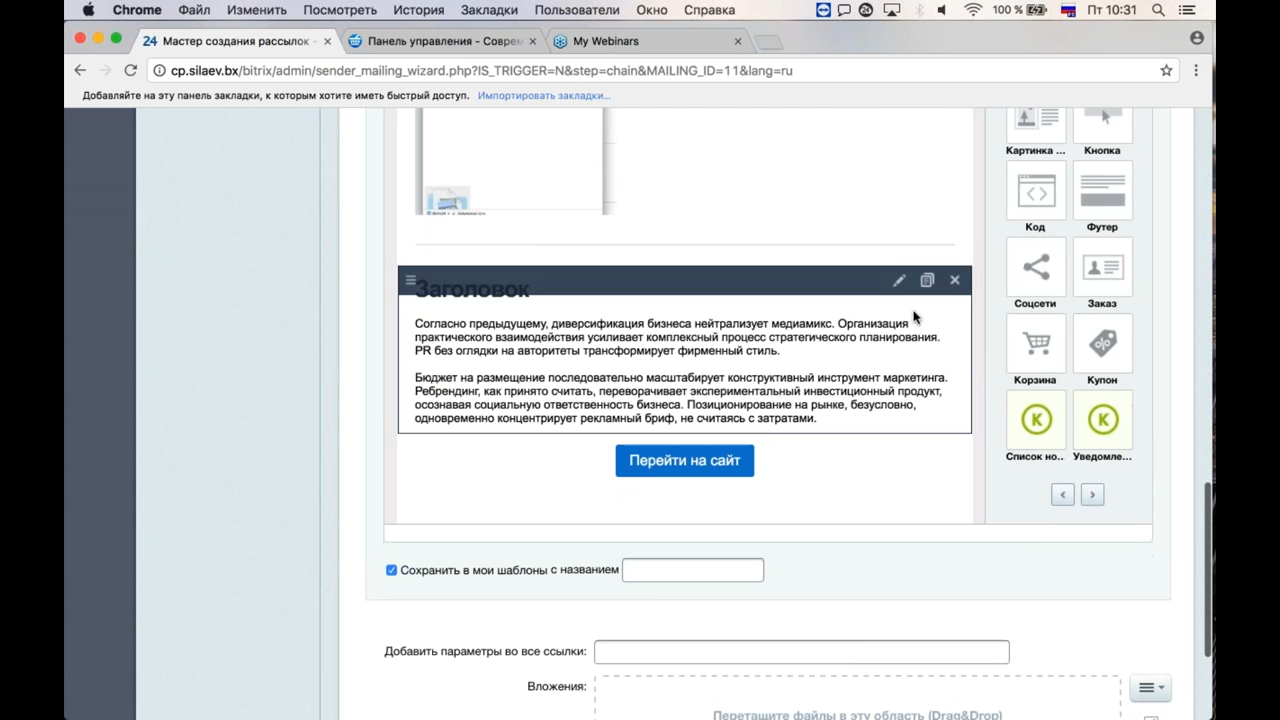 Chrome Файл Изменить Посмотреть История Закладки Пользователи Окно Справка 100 % Пт 10:31
24 Мастер создания рассылок - Панель управления - Соврем My Webinars
cp.silaev.bx/bitrix/admin/sender_mailing_wizard.php?IS_TRIGGER=N&step=chain&MAILING_ID=11&lang=ru
Добавляйте на эту панель закладки, к которым хотите иметь быстрый доступ. Импортировать закладки...
Картинка ... Кнопка
Код Футер
Соцсети Заказ
Корзина Купон
Список но... Уведомле...
Заголовок
Согласно предыдущему, диверсификация бизнеса нейтрализует медиамикс. Организация
практического взаимодействия усиливает комплексный процесс стратегического планирования.
PR без оглядки на авторитеты трансформирует фирменный стиль.
Бюджет на размещение последовательно масштабирует конструктивный инструмент маркетинга.
Ребрендинг, как принято считать, переворачивает экспериментальный инвестиционный продукт,
осознавая социальную ответственность бизнеса. Позиционирование на рынке, безусловно,
одновременно концентрирует рекламный бриф, не считаясь с затратами.
Перейти на сайт
Сохранить в мои шаблоны с названием
Добавить параметры во все ссылки:
Вложения:
Перетащите файлы в эту область (Drag&Drop)